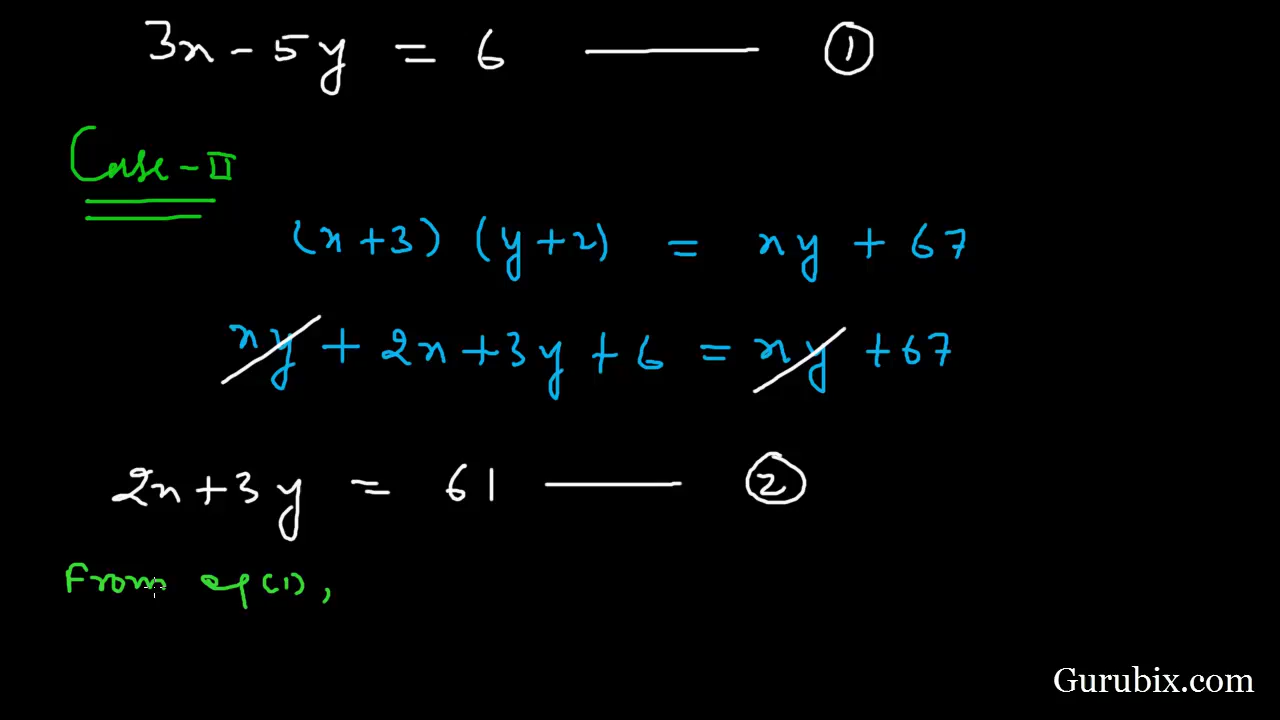 3x - 5y = 6 —— ①
Case-II
(x+3) (y+2) = xy + 67
xy + 2x + 3y + 6 = xy + 67
2x + 3y = 61 —— ②
From eq (1),
Gurubix.com